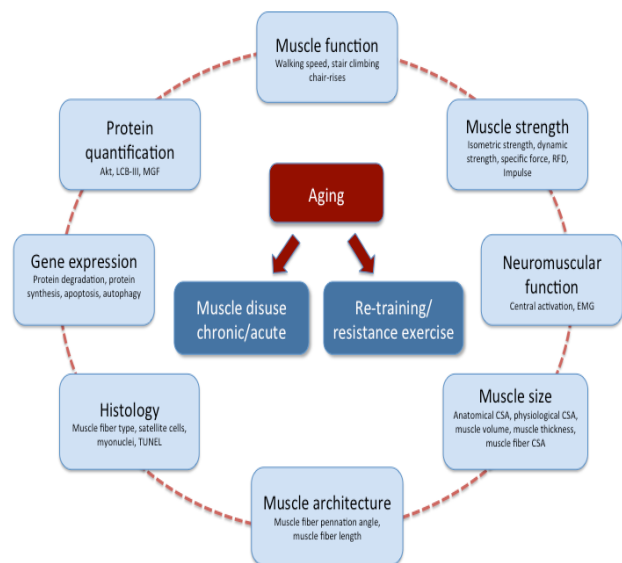 Muscle function
Walking speed, stair climbing
chair-rises
Muscle strength
Isometric strength, dynamic
strength, specific force, RFD,
Impulse
Neuromuscular
function
Central activation, EMG
Muscle size
Anatomical CSA, physiological CSA,
muscle volume, muscle thickness,
muscle fiber CSA
Muscle architecture
Muscle fiber pennation angle,
muscle fiber length
Histology
Muscle fiber type, satellite cells,
myonuclei, TUNEL
Gene expression
Protein degradation, protein
synthesis, apoptosis, autophagy
Protein
quantification
Akt, LCB-III, MGF
Aging
Muscle disuse
chronic/acute
Re-training/
resistance exercise